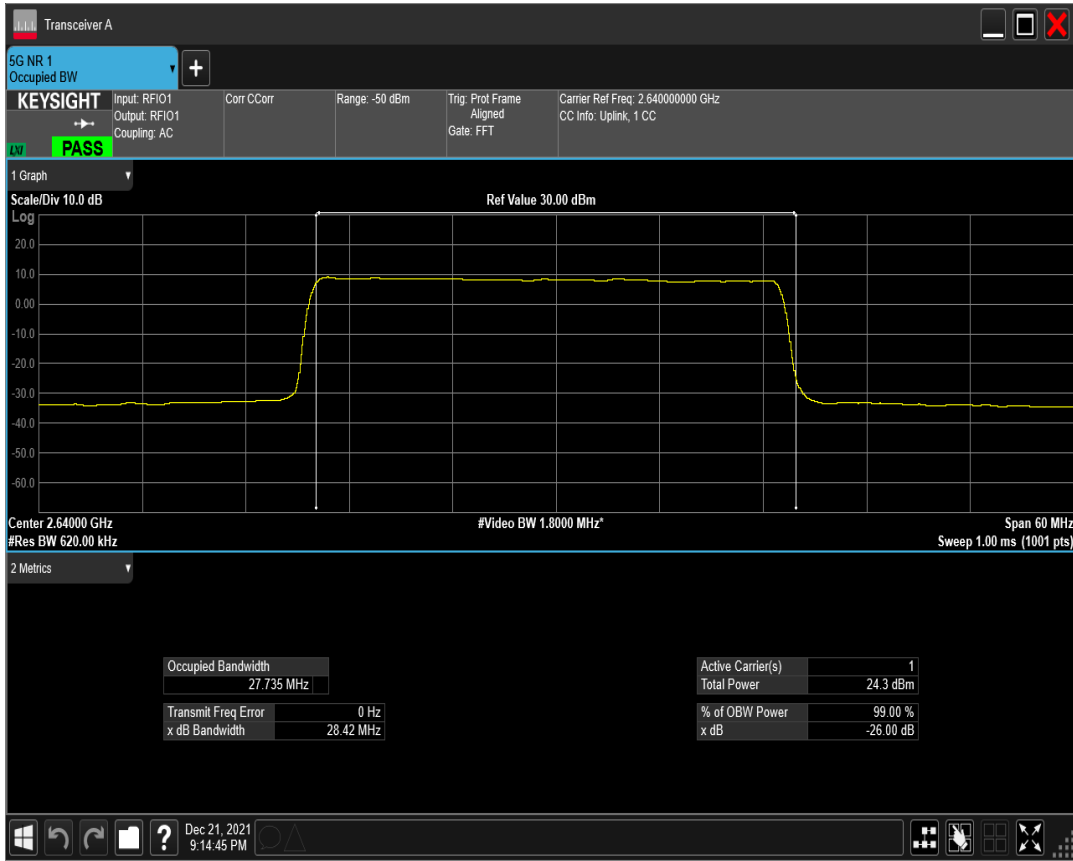 Transceiver A
5G NR 1
Occupied BW
KEYSIGHT
LXI
PASS
Input: RFIO1
Output: RFIO1
Coupling: AC
Corr CCorr
Range: -50 dBm
Trig: Prot Frame
Aligned
Gate: FFT
Carrier Ref Freq: 2.640000000 GHz
CC Info: Uplink, 1 CC
1 Graph
Scale/Div 10.0 dB
Ref Value 30.00 dBm
Log
20.0
10.0
0.00
-10.0
-20.0
-30.0
-40.0
-50.0
-60.0
Center 2.64000 GHz
#Video BW 1.8000 MHz*
Span 60 MHz
#Res BW 620.00 kHz
Sweep 1.00 ms (1001 pts)
2 Metrics
Occupied Bandwidth
27.735 MHz
Transmit Freq Error 0 Hz
x dB Bandwidth 28.42 MHz
Active Carrier(s) 1
Total Power 24.3 dBm
% of OBW Power 99.00 %
x dB -26.00 dB
?
Dec 21, 2021
9:14:45 PM